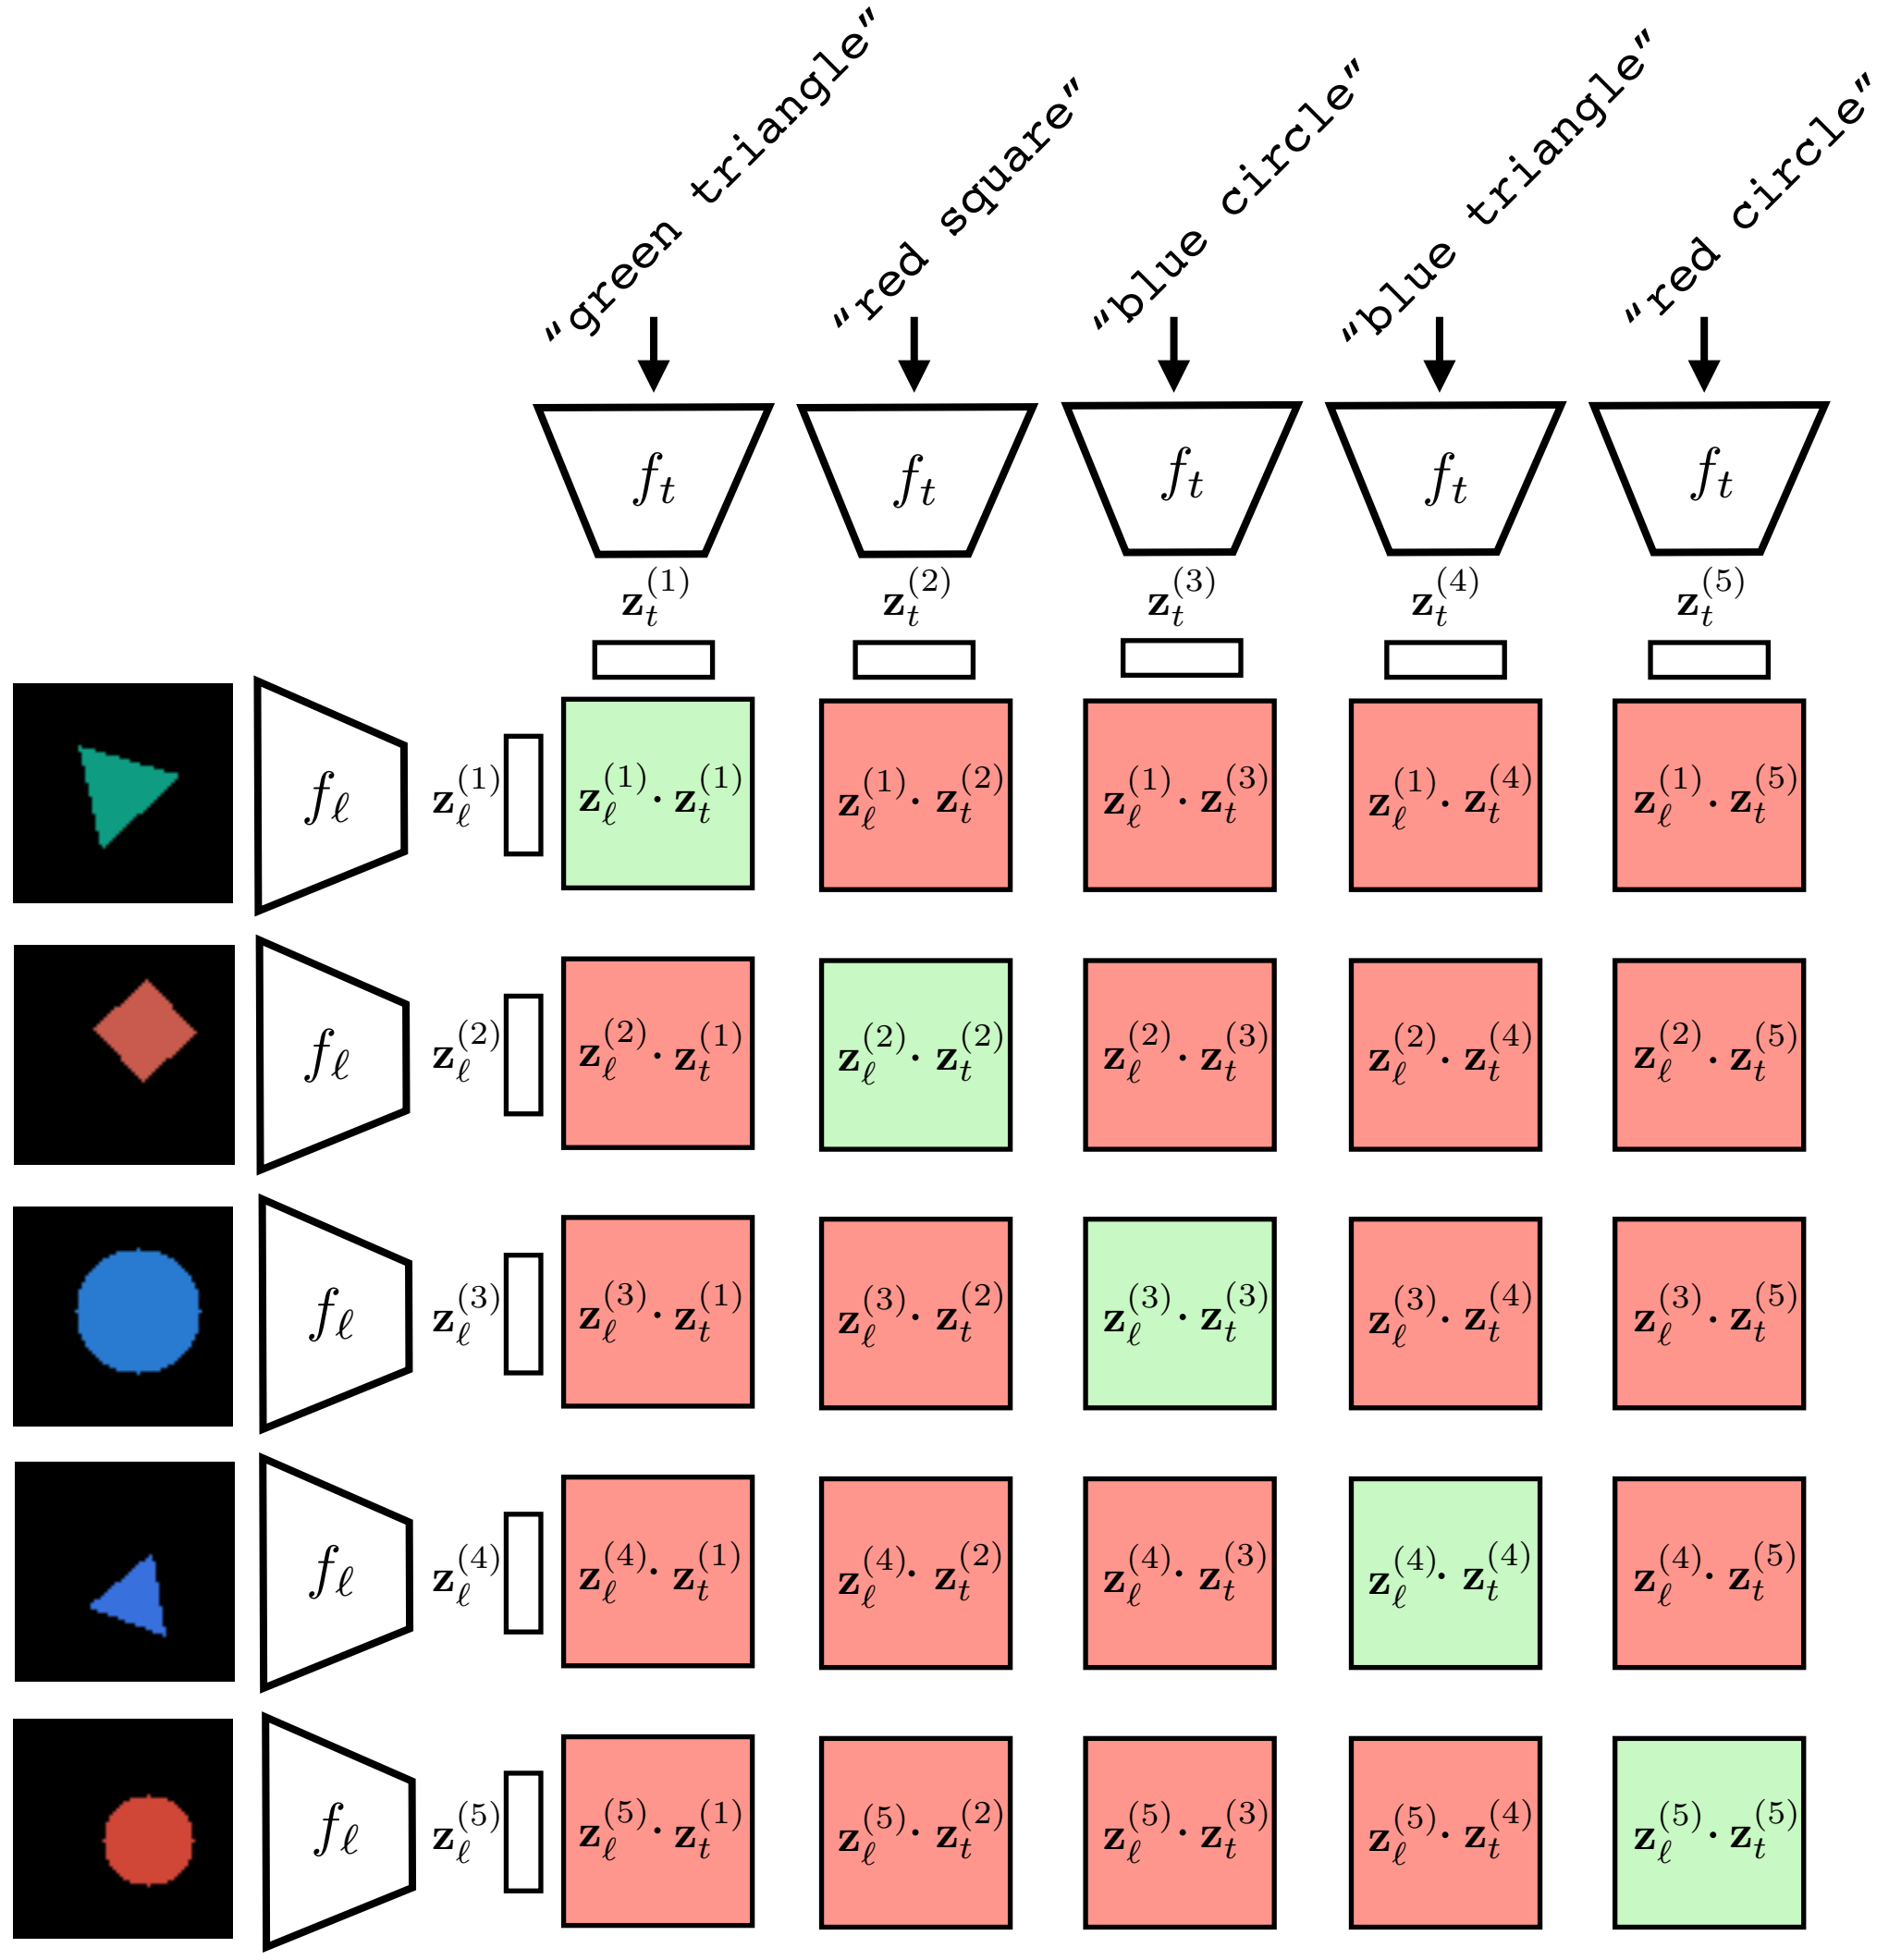 "green triangle" "red square" "blue circle" "blue triangle" "red circle"
f_t f_t f_t f_t f_t
z_t^(1) z_t^(2) z_t^(3) z_t^(4) z_t^(5)
f_ℓ z_ℓ^(1) z_ℓ^(1) · z_t^(1) z_ℓ^(1) · z_t^(2) z_ℓ^(1) · z_t^(3) z_ℓ^(1) · z_t^(4) z_ℓ^(1) · z_t^(5)
f_ℓ z_ℓ^(2) z_ℓ^(2) · z_t^(1) z_ℓ^(2) · z_t^(2) z_ℓ^(2) · z_t^(3) z_ℓ^(2) · z_t^(4) z_ℓ^(2) · z_t^(5)
f_ℓ z_ℓ^(3) z_ℓ^(3) · z_t^(1) z_ℓ^(3) · z_t^(2) z_ℓ^(3) · z_t^(3) z_ℓ^(3) · z_t^(4) z_ℓ^(3) · z_t^(5)
f_ℓ z_ℓ^(4) z_ℓ^(4) · z_t^(1) z_ℓ^(4) · z_t^(2) z_ℓ^(4) · z_t^(3) z_ℓ^(4) · z_t^(4) z_ℓ^(4) · z_t^(5)
f_ℓ z_ℓ^(5) z_ℓ^(5) · z_t^(1) z_ℓ^(5) · z_t^(2) z_ℓ^(5) · z_t^(3) z_ℓ^(5) · z_t^(4) z_ℓ^(5) · z_t^(5)